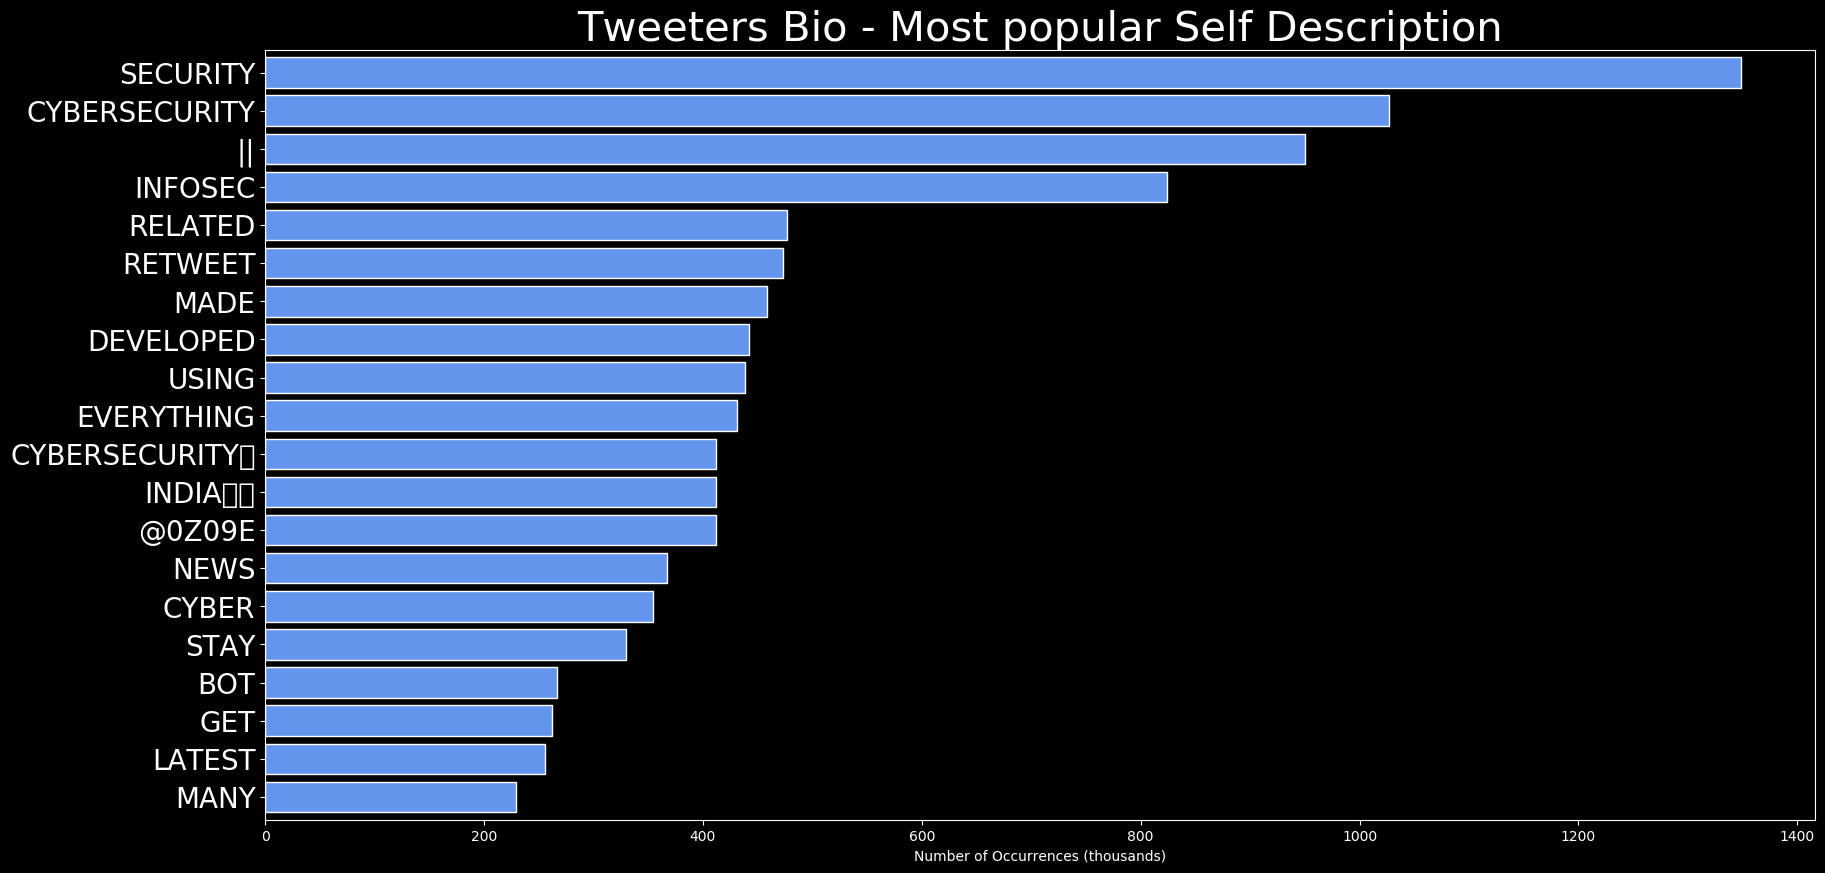 Tweeters Bio - Most popular Self Description
SECURITY
CYBERSECURITY
||
INFOSEC
RELATED
RETWEET
MADE
DEVELOPED
USING
EVERYTHING
CYBERSECURITY▯
INDIA▯▯
@0Z09E
NEWS
CYBER
STAY
BOT
GET
LATEST
MANY
0 200 400 600 800 1000 1200 1400
Number of Occurrences (thousands)